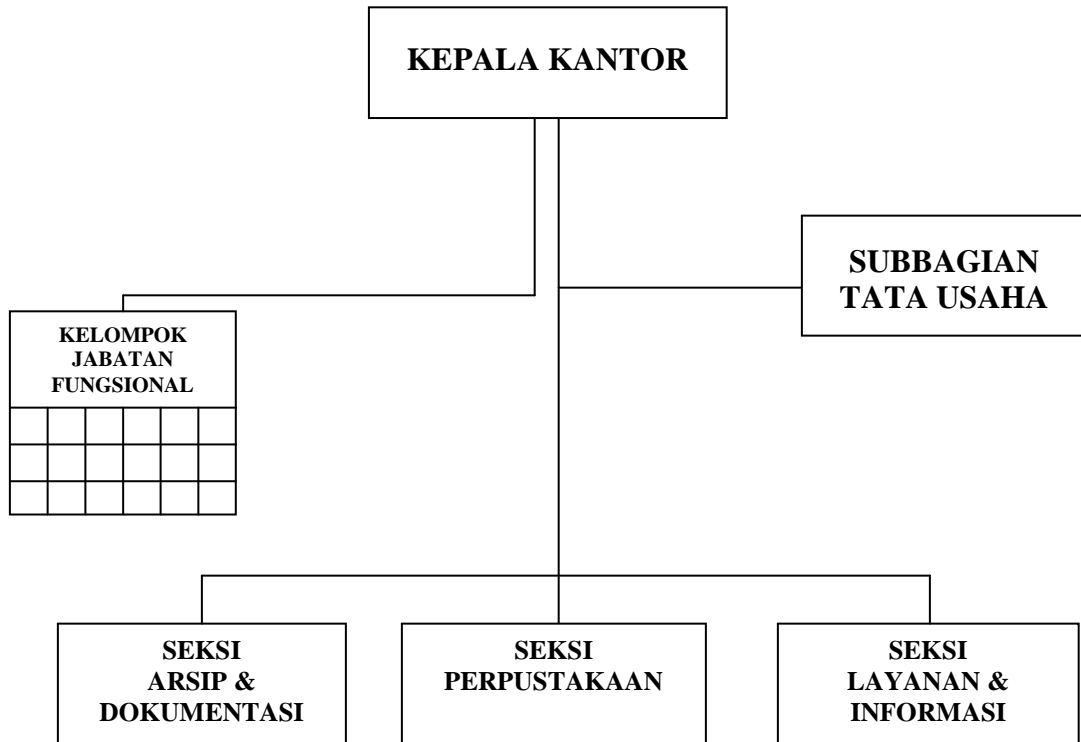 KEPALA KANTOR
SUBBAGIAN
TATA USAHA
KELOMPOK
JABATAN
FUNGSIONAL
SEKSI
ARSIP &
DOKUMENTASI
SEKSI
PERPUSTAKAAN
SEKSI
LAYANAN &
INFORMASI